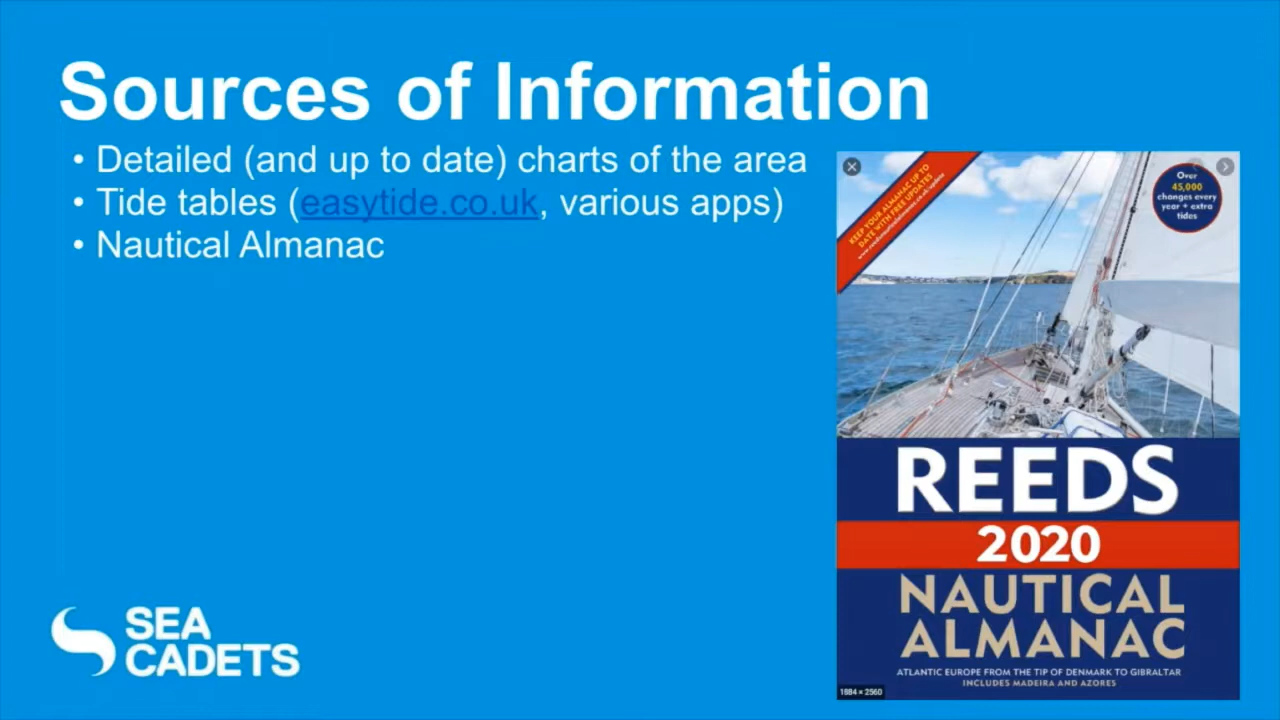 Sources of Information
• Detailed (and up to date) charts of the area
• Tide tables (easytide.co.uk, various apps)
• Nautical Almanac
KEEP YOUR ALMANAC UP TO
DATE WITH FREE UPDATES
Over
45,000
changes every
year + extra
tides
REEDS
2020
NAUTICAL
ALMANAC
ATLANTIC EUROPE FROM THE TIP OF DENMARK TO GIBRALTAR
INCLUDES MADEIRA AND AZORES
1884 × 2560
SEA
CADETS